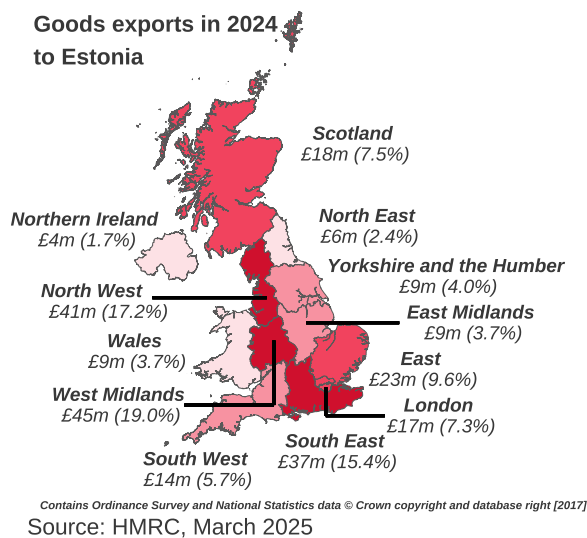 Goods exports in 2024
to Estonia
Scotland
£18m (7.5%)
Northern Ireland
£4m (1.7%)
North East
£6m (2.4%)
Yorkshire and the Humber
£9m (4.0%)
North West
£41m (17.2%)
East Midlands
£9m (3.7%)
Wales
£9m (3.7%)
East
£23m (9.6%)
West Midlands
£45m (19.0%)
London
£17m (7.3%)
South East
£37m (15.4%)
South West
£14m (5.7%)
Contains Ordinance Survey and National Statistics data © Crown copyright and database right [2017]
Source: HMRC, March 2025